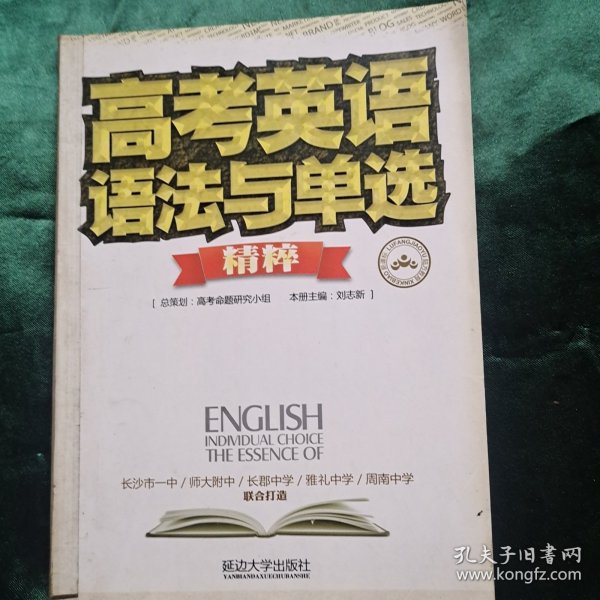 高考英语
语法与单选
精粹
LUFANGJIAOYU
[ 总策划：高考命题研究小组 本册主编：刘志新 ]
ENGLISH
INDIVIDUAL CHOICE
THE ESSENCE OF
长沙市一中 / 师大附中 / 长郡中学 / 雅礼中学 / 周南中学
联合打造
延边大学出版社
YANBIANDAXUECHUBANSHE
孔夫子旧书网
www.kongfz.com